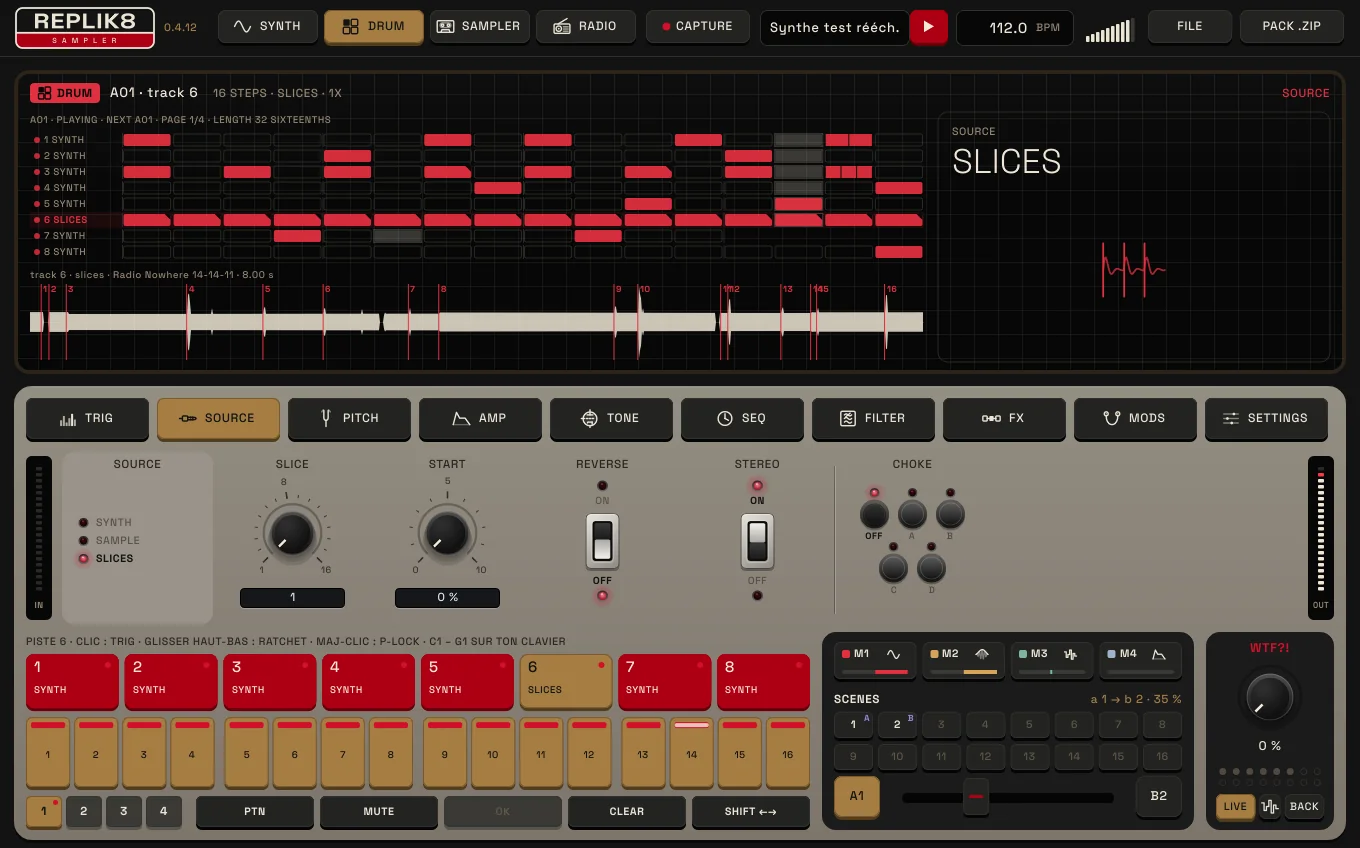 REPLIK8
SAMPLER
0.4.12
SYNTH
DRUM
SAMPLER
RADIO
CAPTURE
Synthe test réech.
112.0 BPM
FILE
PACK .ZIP
DRUM A01 · track 6 16 STEPS · SLICES · 1X
SOURCE
A01 · PLAYING · NEXT A01 · PAGE 1/4 · LENGTH 32 SIXTEENTHS
1 SYNTH
2 SYNTH
3 SYNTH
4 SYNTH
5 SYNTH
6 SLICES
7 SYNTH
8 SYNTH
SOURCE
SLICES
track 6 · slices · Radio Nowhere 14-14-11 · 8.00 s
1 2 3 4 5 6 7 8 9 10 11 12 13 14 15 16
TRIG
SOURCE
PITCH
AMP
TONE
SEQ
FILTER
FX
MODS
SETTINGS
SOURCE
SYNTH
SAMPLE
SLICES
IN
SLICE
8
1 16
1
START
5
0 10
0 %
REVERSE
ON
OFF
STEREO
ON
OFF
CHOKE
OFF A B
C D
OUT
PISTE 6 · CLIC : TRIG · GLISSER HAUT-BAS : RATCHET · MAJ-CLIC : P-LOCK · C1 – G1 SUR TON CLAVIER
1 SYNTH
2 SYNTH
3 SYNTH
4 SYNTH
5 SYNTH
6 SLICES
7 SYNTH
8 SYNTH
1 2 3 4 5 6 7 8 9 10 11 12 13 14 15 16
1 2 3 4
PTN
MUTE
OK
CLEAR
SHIFT ←→
M1
M2
M3
M4
SCENES
a 1 → b 2 · 35 %
1 A 2 B 3 4 5 6 7 8
9 10 11 12 13 14 15 16
A1
B2
WTF?!
0 %
LIVE
BACK